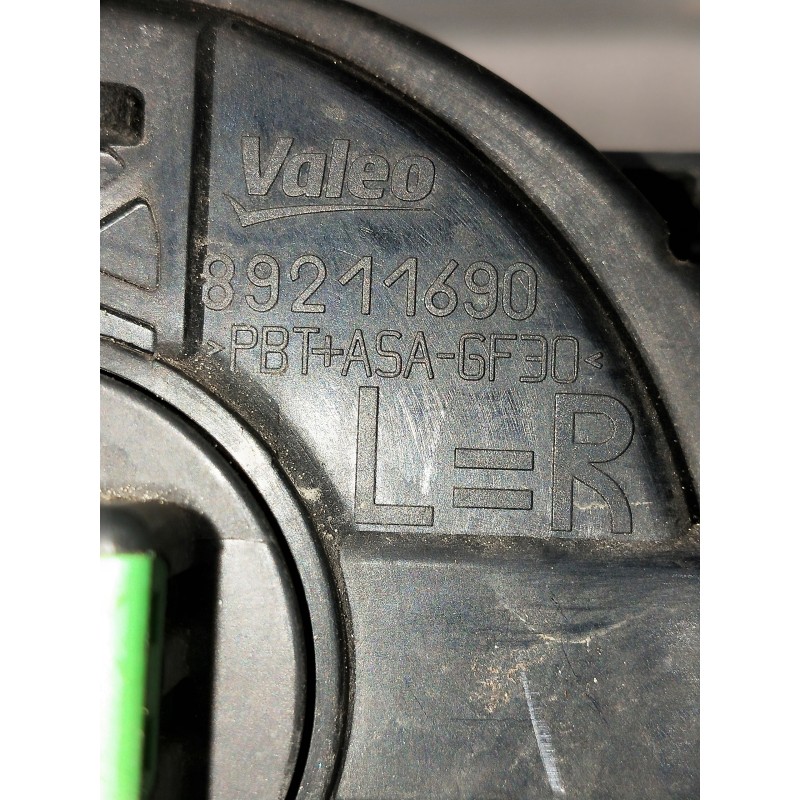 Valeo
89211690
>PBT+ASA-GF30<
L=R